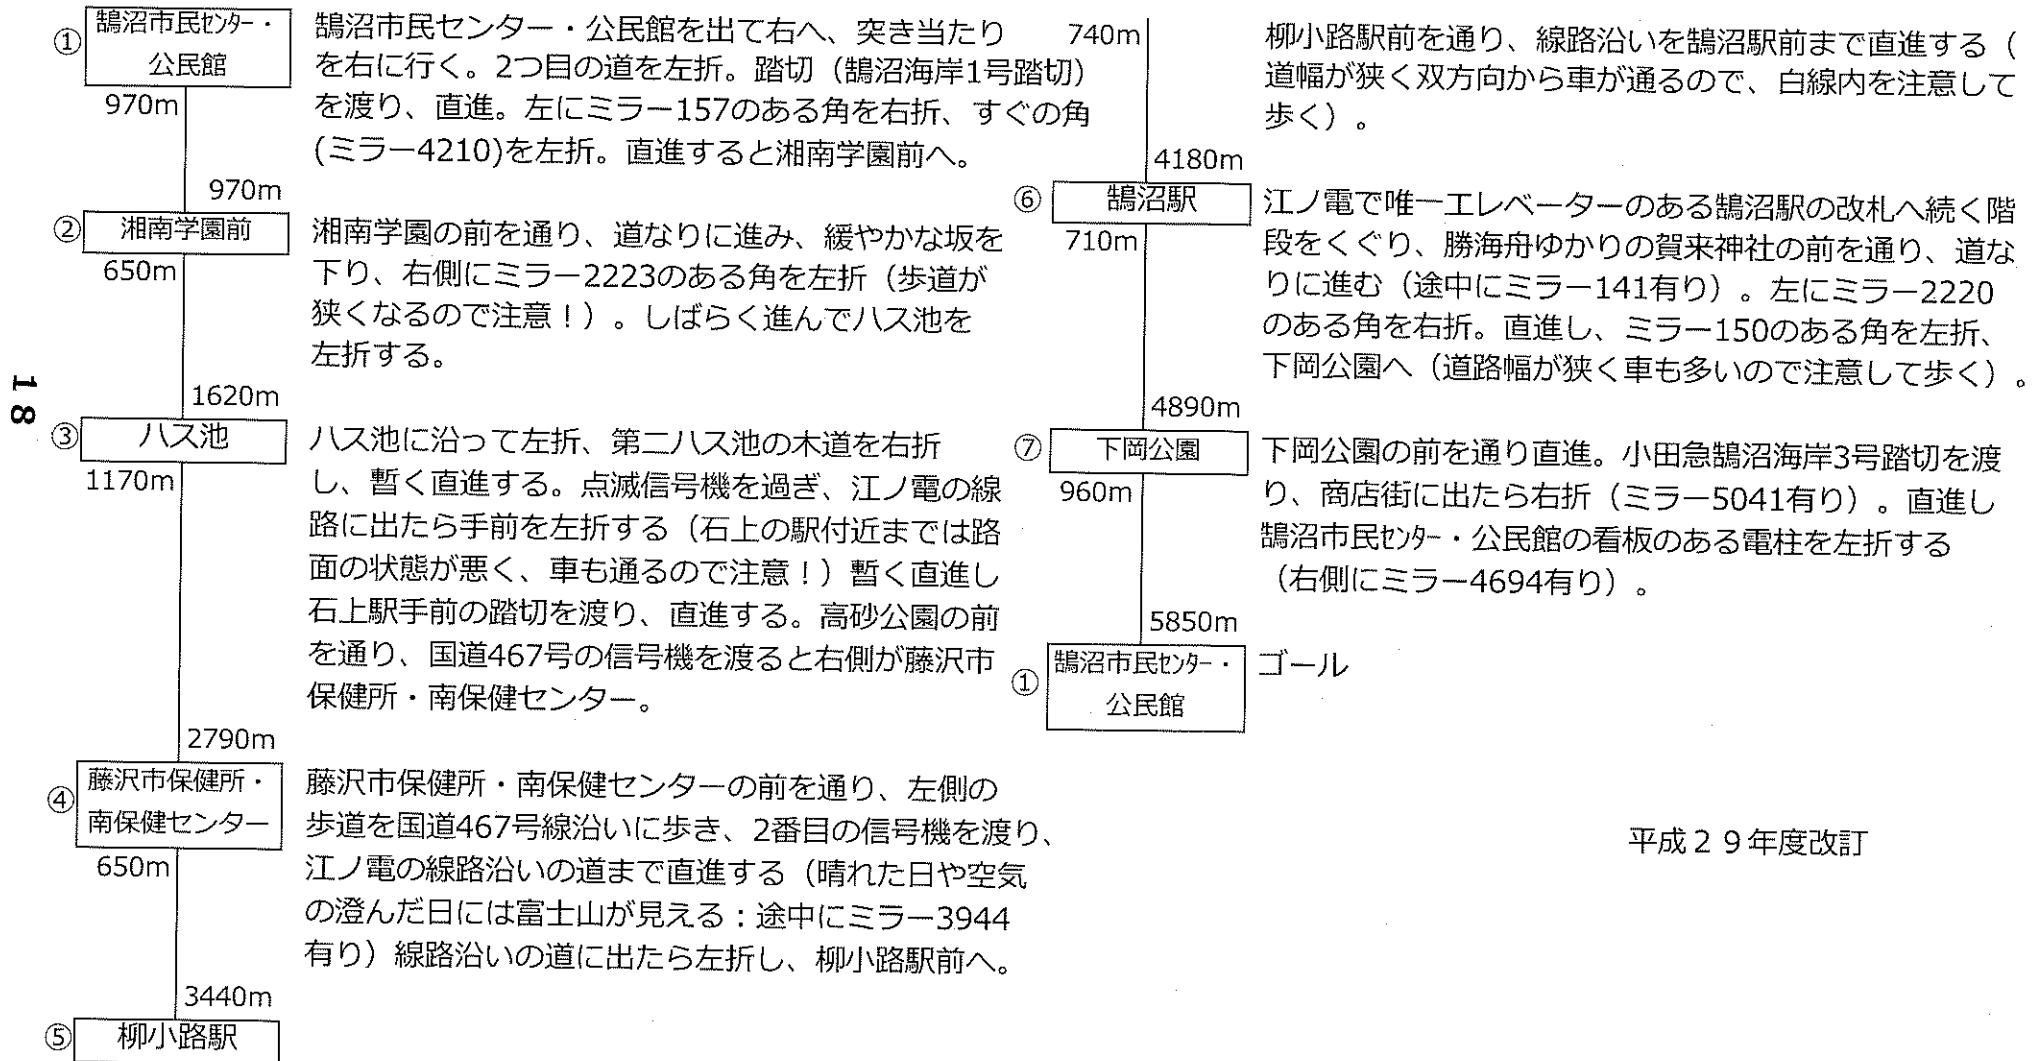 ①
鵠沼市民ｾﾝﾀｰ・
公民館
鵠沼市民センター・公民館を出て右へ、突き当たり
を右に行く。2つ目の道を左折。踏切（鵠沼海岸1号踏切）
を渡り、直進。左にミラー157のある角を右折、すぐの角
(ミラー4210)を左折。直進すると湘南学園前へ。
970m
970m
②
湘南学園前
湘南学園の前を通り、道なりに進み、緩やかな坂を
下り、右側にミラー2223のある角を左折（歩道が
狭くなるので注意！）。しばらく進んでハス池を
左折する。
650m
1620m
③
ハス池
ハス池に沿って左折、第二ハス池の木道を右折
し、暫く直進する。点滅信号機を過ぎ、江ノ電の線
路に出たら手前を左折する（石上の駅付近までは路
面の状態が悪く、車も通るので注意！）暫く直進し
石上駅手前の踏切を渡り、直進する。高砂公園の前
を通り、国道467号の信号機を渡ると右側が藤沢市
保健所・南保健センター。
1170m
2790m
④
藤沢市保健所・
南保健センター
藤沢市保健所・南保健センターの前を通り、左側の
歩道を国道467号線沿いに歩き、2番目の信号機を渡り、
江ノ電の線路沿いの道まで直進する（晴れた日や空気
の澄んだ日には富士山が見える：途中にミラー3944
有り）線路沿いの道に出たら左折し、柳小路駅前へ。
650m
3440m
⑤
柳小路駅
740m
柳小路駅前を通り、線路沿いを鵠沼駅前まで直進する（
道幅が狭く双方向から車が通るので、白線内を注意して
歩く）。
4180m
⑥
鵠沼駅
江ノ電で唯一エレベーターのある鵠沼駅の改札へ続く階
段をくぐり、勝海舟ゆかりの賀来神社の前を通り、道な
りに進む（途中にミラー141有り）。左にミラー2220
のある角を右折。直進し、ミラー150のある角を左折、
下岡公園へ（道路幅が狭く車も多いので注意して歩く）。
710m
4890m
⑦
下岡公園
下岡公園の前を通り直進。小田急鵠沼海岸3号踏切を渡
り、商店街に出たら右折（ミラー5041有り）。直進し
鵠沼市民ｾﾝﾀｰ・公民館の看板のある電柱を左折する
（右側にミラー4694有り）。
960m
5850m
①
鵠沼市民ｾﾝﾀｰ・
公民館
ゴール
平成２９年度改訂
18